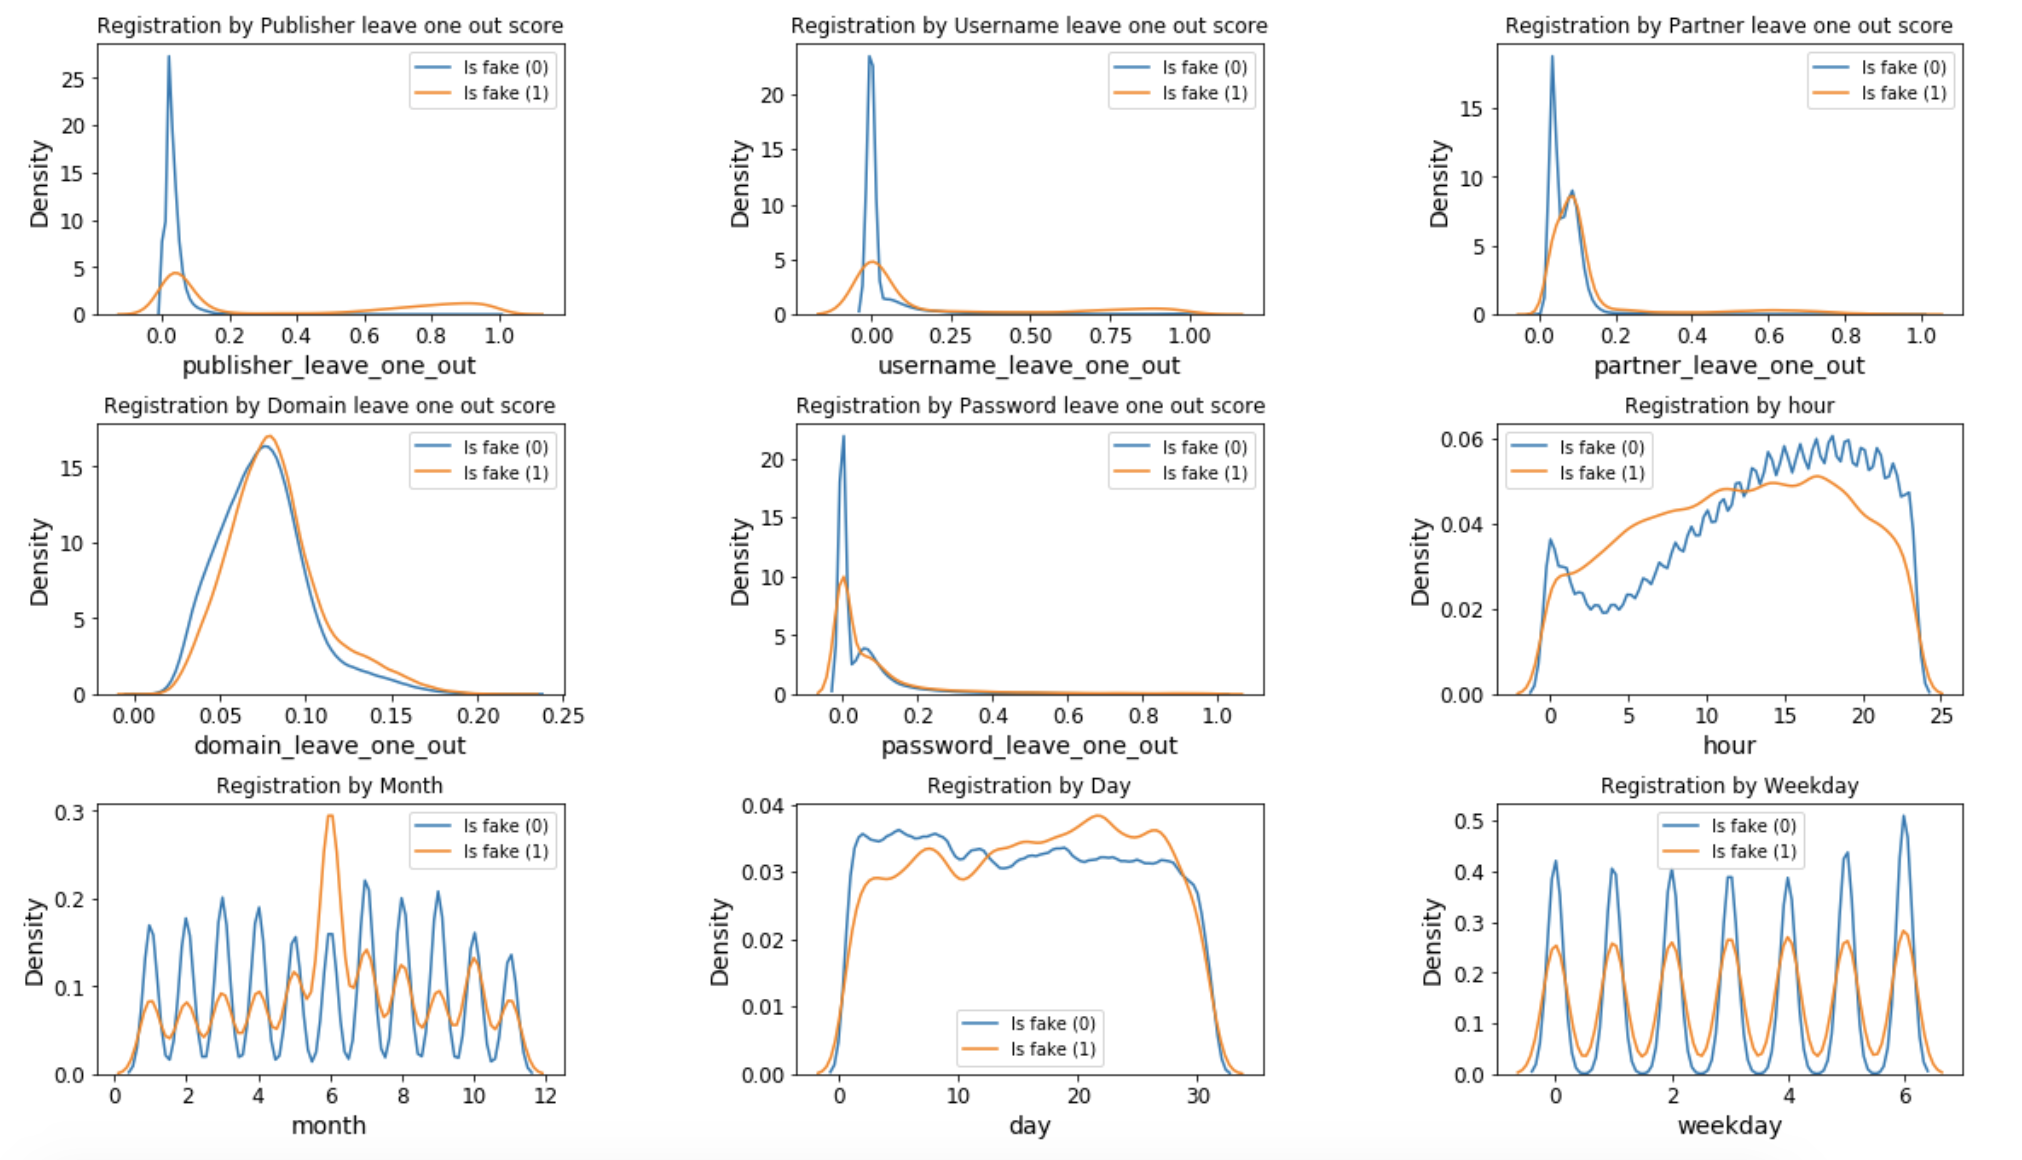 Registration by Publisher leave one out score
Is fake (0)
Is fake (1)
Density
25
20
15
10
5
0
0.0 0.2 0.4 0.6 0.8 1.0
publisher_leave_one_out
Registration by Username leave one out score
Is fake (0)
Is fake (1)
Density
20
15
10
5
0
0.00 0.25 0.50 0.75 1.00
username_leave_one_out
Registration by Partner leave one out score
Is fake (0)
Is fake (1)
Density
15
10
5
0
0.0 0.2 0.4 0.6 0.8 1.0
partner_leave_one_out
Registration by Domain leave one out score
Is fake (0)
Is fake (1)
Density
15
10
5
0
0.00 0.05 0.10 0.15 0.20 0.25
domain_leave_one_out
Registration by Password leave one out score
Is fake (0)
Is fake (1)
Density
20
15
10
5
0
0.0 0.2 0.4 0.6 0.8 1.0
password_leave_one_out
Registration by hour
Is fake (0)
Is fake (1)
Density
0.06
0.04
0.02
0.00
0 5 10 15 20 25
hour
Registration by Month
Is fake (0)
Is fake (1)
Density
0.3
0.2
0.1
0.0
0 2 4 6 8 10 12
month
Registration by Day
Is fake (0)
Is fake (1)
Density
0.04
0.03
0.02
0.01
0.00
0 10 20 30
day
Registration by Weekday
Is fake (0)
Is fake (1)
Density
0.5
0.4
0.3
0.2
0.1
0.0
0 2 4 6
weekday